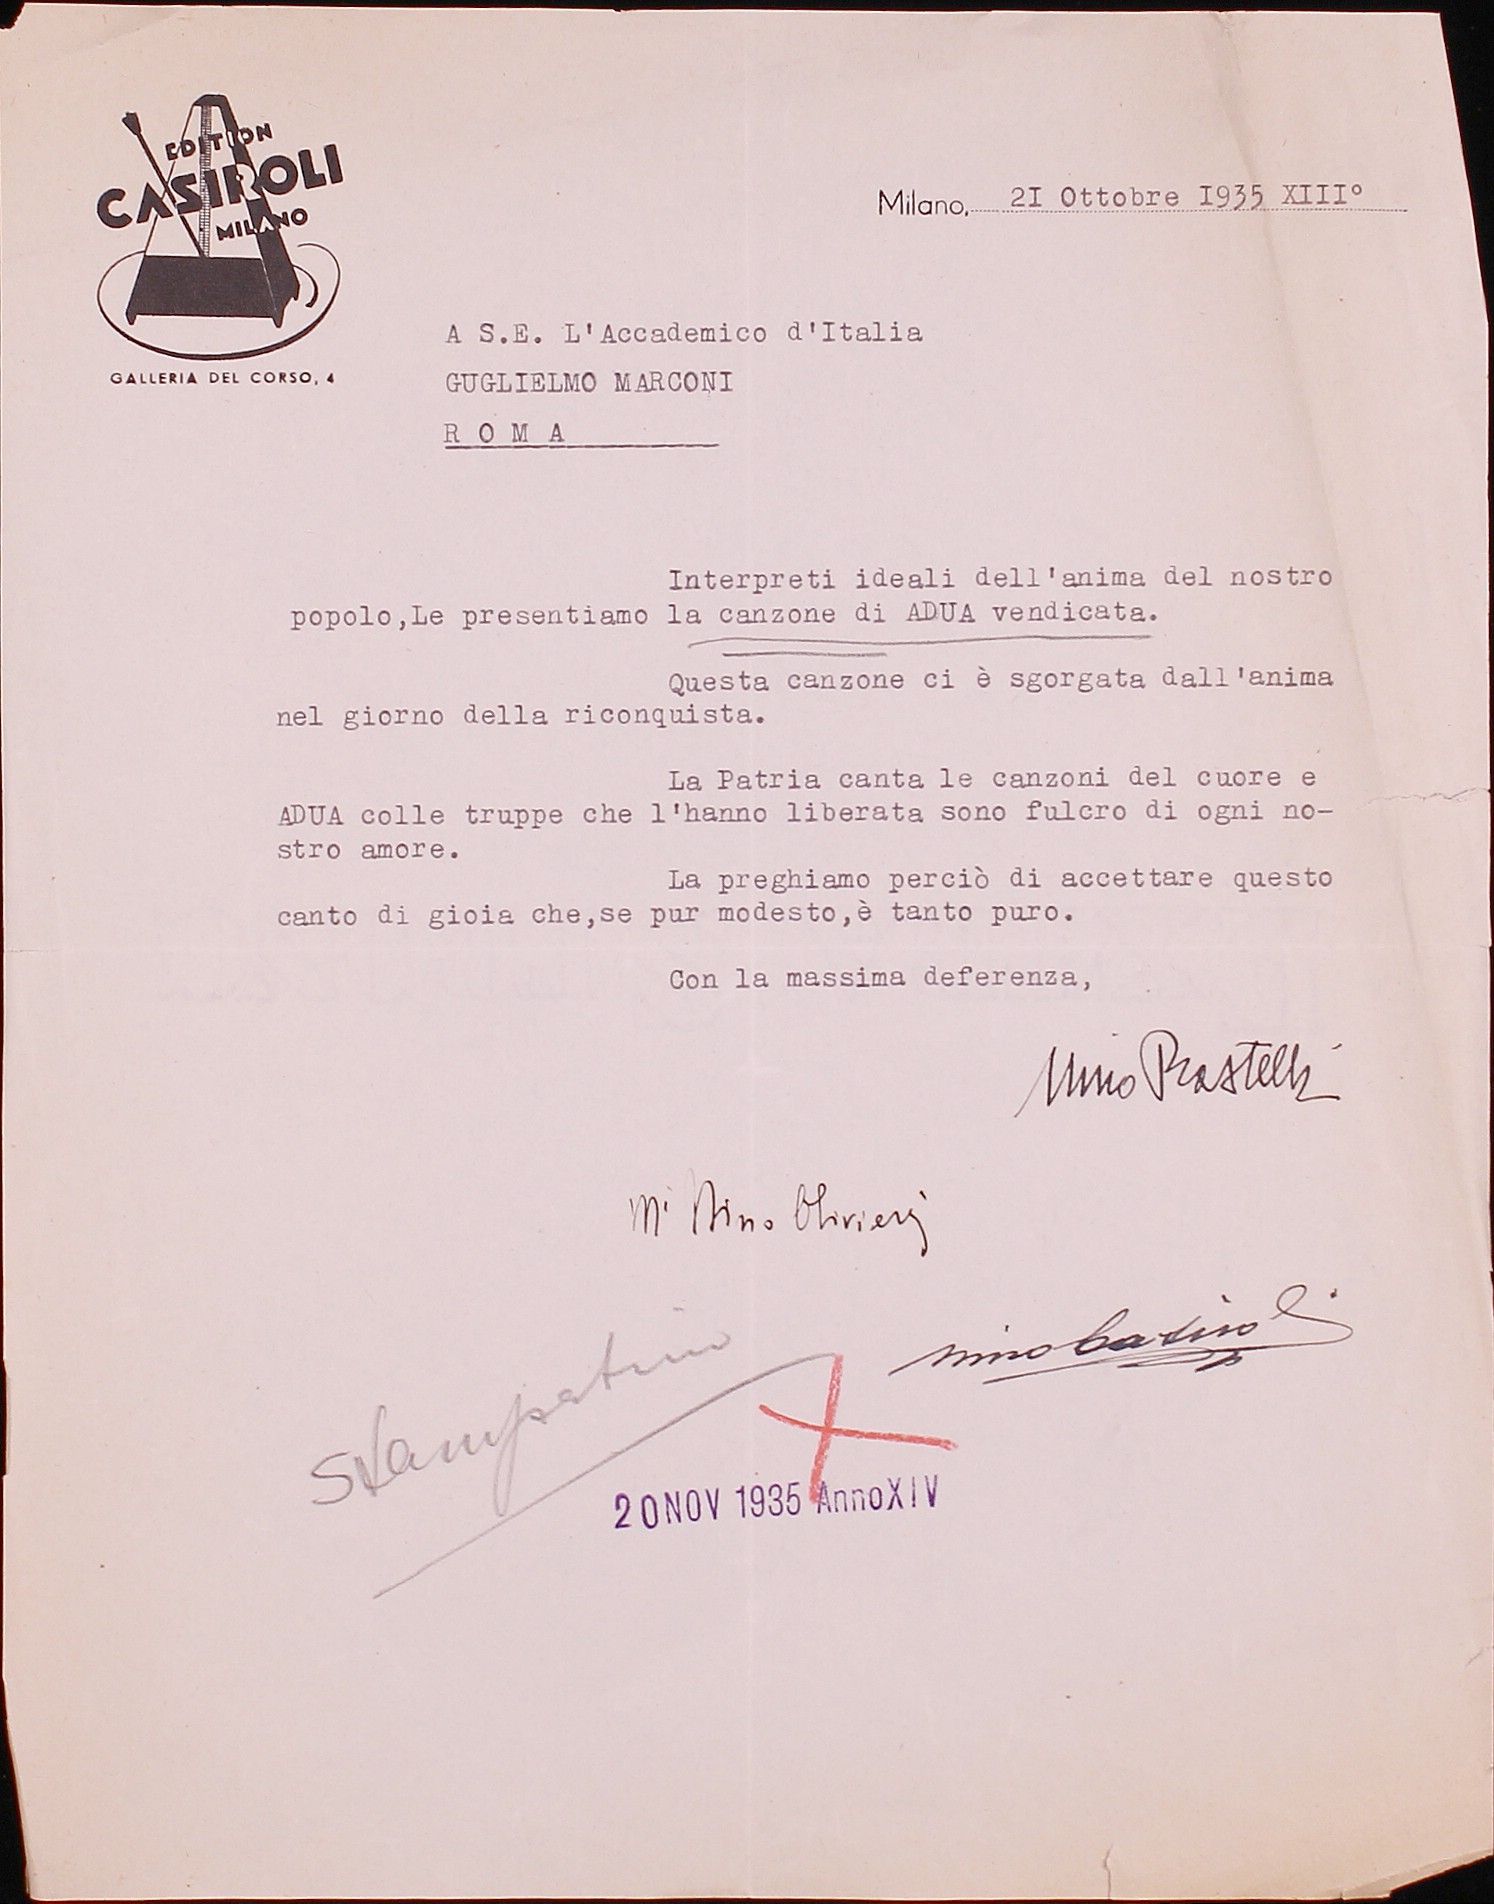 EDITION
CASIROLI
MILANO
GALLERIA DEL CORSO, 4
Milano, 21 Ottobre 1935 XIII°
A S.E. L'Accademico d'Italia
GUGLIELMO MARCONI
R O M A
Interpreti ideali dell'anima del nostro
popolo,Le presentiamo la canzone di ADUA vendicata.
Questa canzone ci è sgorgata dall'anima
nel giorno della riconquista.
La Patria canta le canzoni del cuore e
ADUA colle truppe che l'hanno liberata sono fulcro di ogni no-
stro amore.
La preghiamo perciò di accettare questo
canto di gioia che,se pur modesto,è tanto puro.
Con la massima deferenza,
Nino Rastelli
M° Nino Olivieri
nino Casiroli
Stampatino
20 NOV 1935 Anno XIV